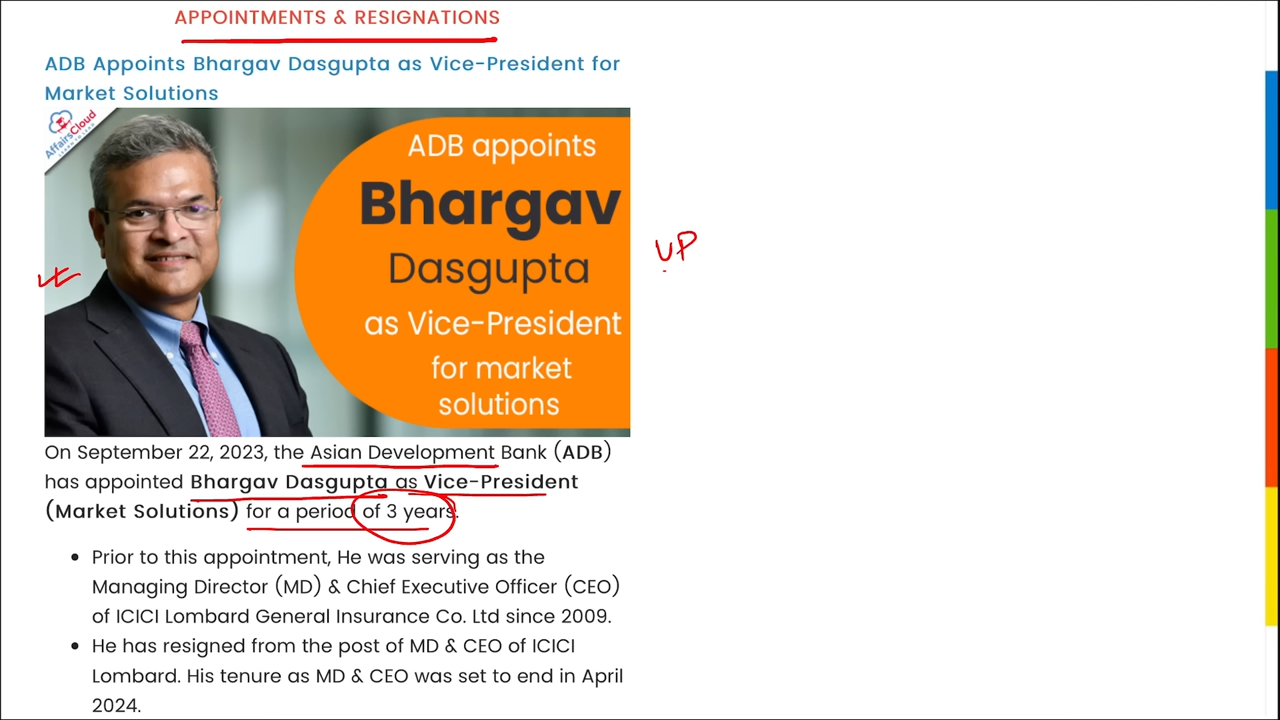 APPOINTMENTS & RESIGNATIONS
ADB Appoints Bhargav Dasgupta as Vice-President for
Market Solutions
AffairsCloud
LEARN TO LEAD
ADB appoints
Bhargav
Dasgupta
as Vice-President
for market
solutions
VP
On September 22, 2023, the Asian Development Bank (ADB)
has appointed Bhargav Dasgupta as Vice-President
(Market Solutions) for a period of 3 years.
• Prior to this appointment, He was serving as the
Managing Director (MD) & Chief Executive Officer (CEO)
of ICICI Lombard General Insurance Co. Ltd since 2009.
• He has resigned from the post of MD & CEO of ICICI
Lombard. His tenure as MD & CEO was set to end in April
2024.